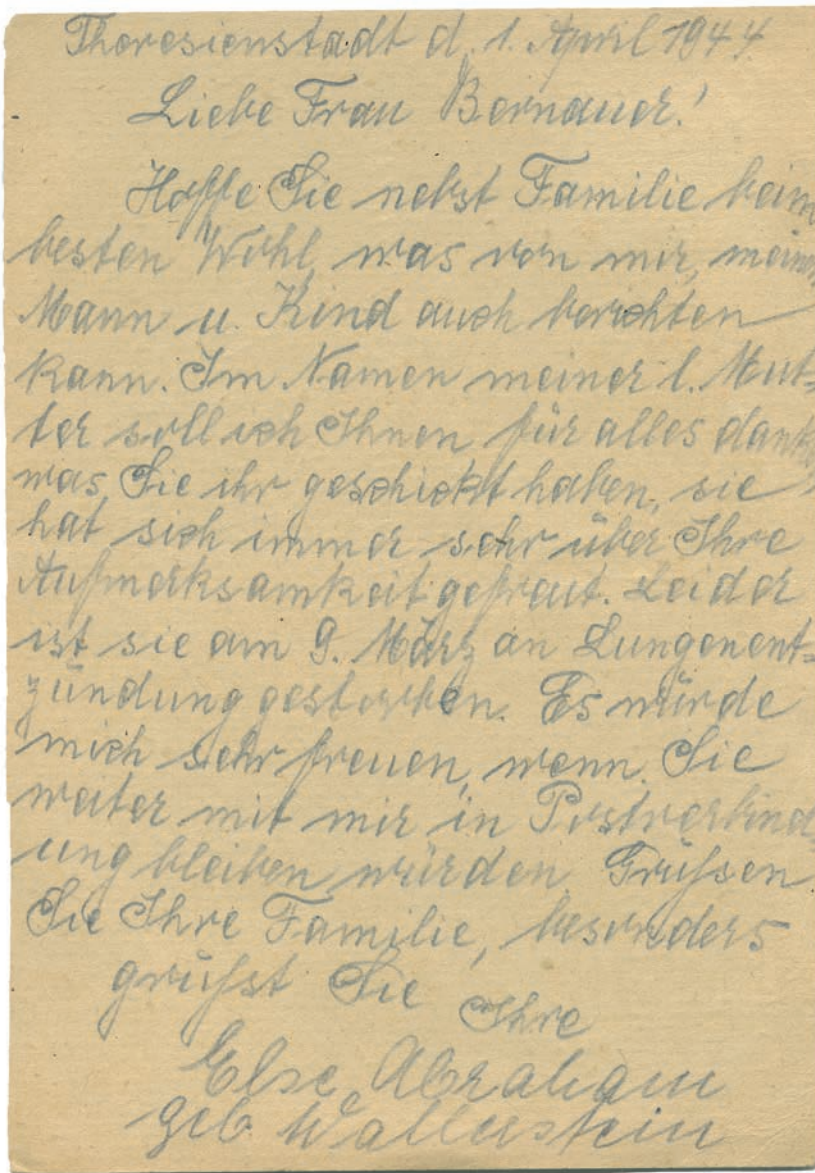 Theresienstadt d. 1. April 1944
Liebe Frau Bernauer!
Hoffe Sie nebst Familie beim
besten Wohl, was von mir, meinem
Mann u. Kind auch berichten
kann. Im Namen meiner l. Mut=
ter soll ich Ihnen für alles danken
was Sie ihr geschickt haben, sie
hat sich immer sehr über Ihre
Aufmerksamkeit gefreut. Leider
ist sie am 9. März an Lungenent=
zündung gestorben. Es würde
mich sehr freuen, wenn Sie
weiter mit mir in Postverbind
ung bleiben würden. Grüßen
Sie Ihre Familie, besonders
grüßt Sie Ihre
Else Abraham
geb. Wallerstein